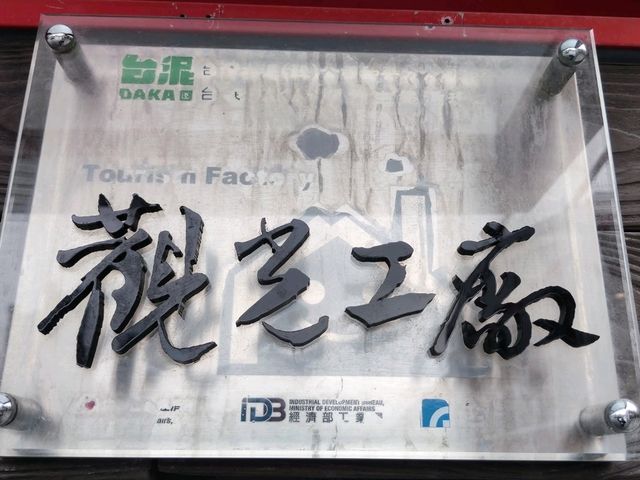 台泥
DAKA
Tourism Factory
觀光工廠
IDB
INDUSTRIAL DEVELOPMENT BUREAU,
MINISTRY OF ECONOMIC AFFAIRS
經濟部工業